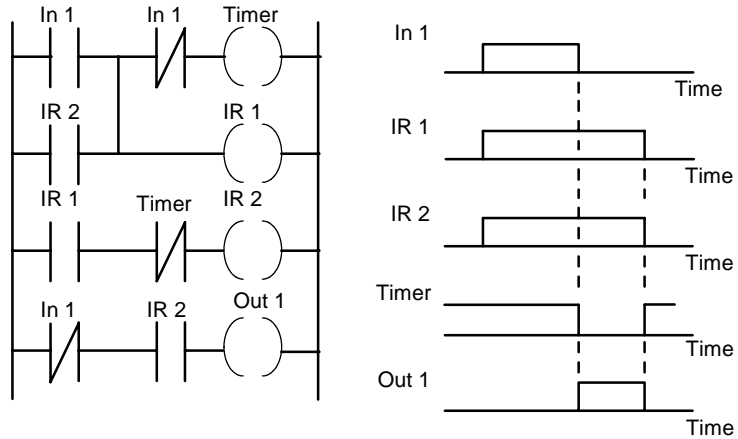 In 1 In 1 Timer
IR 2 IR 1
IR 1 Timer IR 2
In 1 IR 2 Out 1
In 1
Time
IR 1
Time
IR 2
Time
Timer
Time
Out 1
Time